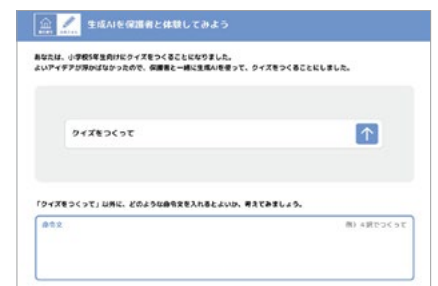 生成AIを保護者と体験してみよう
あなたは、小学校5年生向けにクイズをつくることになりました。
よいアイデアが浮かばなかったので、保護者と一緒に生成AIを使って、クイズをつくることにしました。
クイズをつくって
「クイズをつくって」以外に、どのような命令文を入れるとよいか、考えてみましょう。
命令文
例）4択でつくって